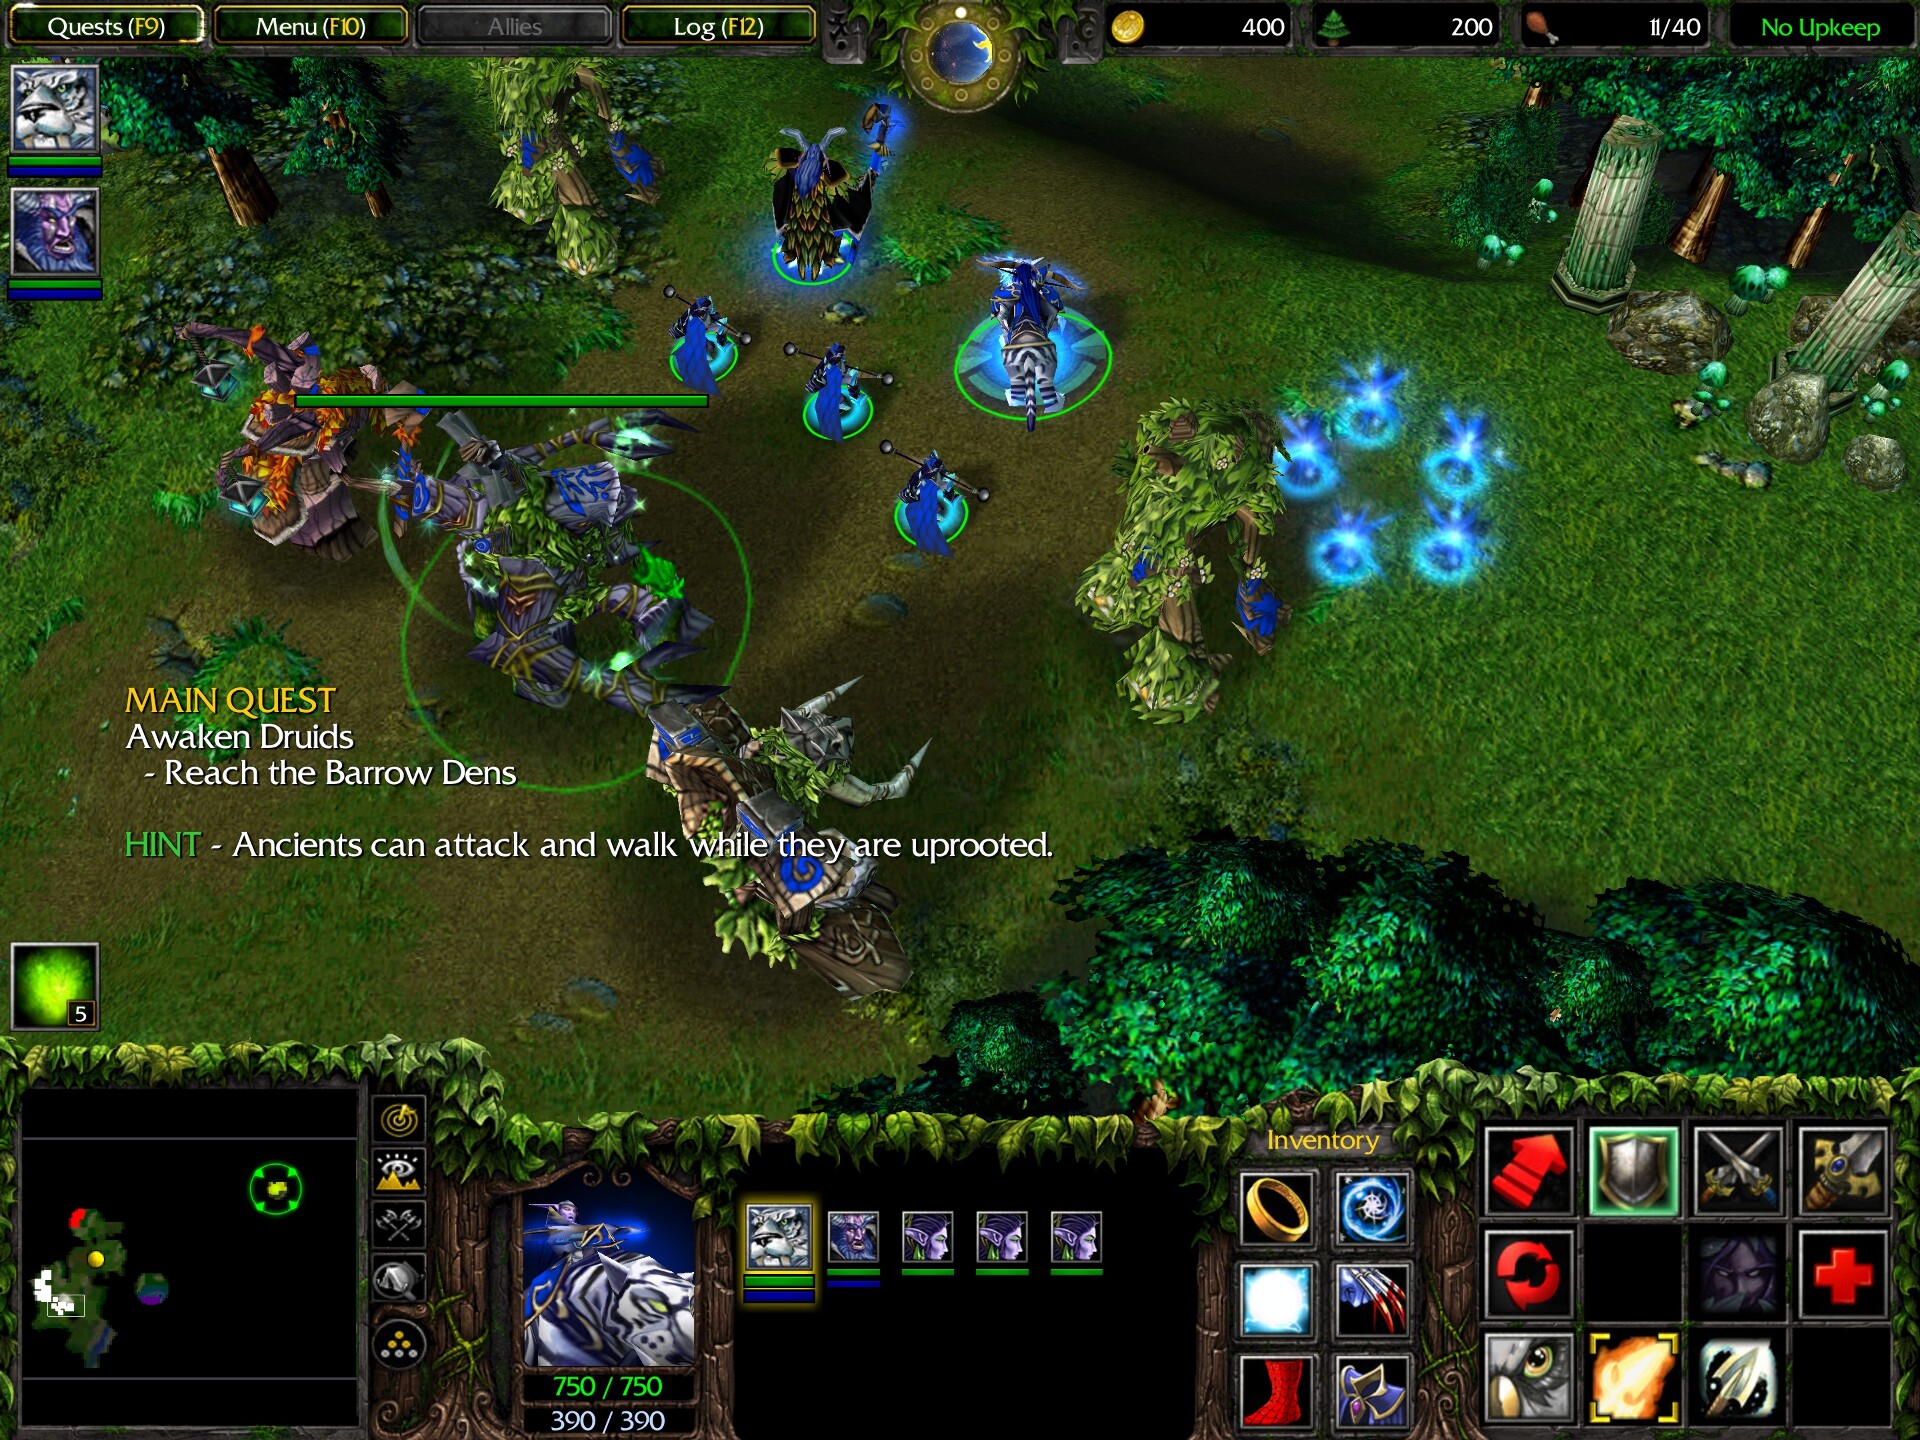 Quests (F9)
Menu (F10)
Allies
Log (F12)
400
200
11/40
No Upkeep
MAIN QUEST
Awaken Druids
- Reach the Barrow Dens
HINT - Ancients can attack and walk while they are uprooted.
5
Inventory
750 / 750
390 / 390